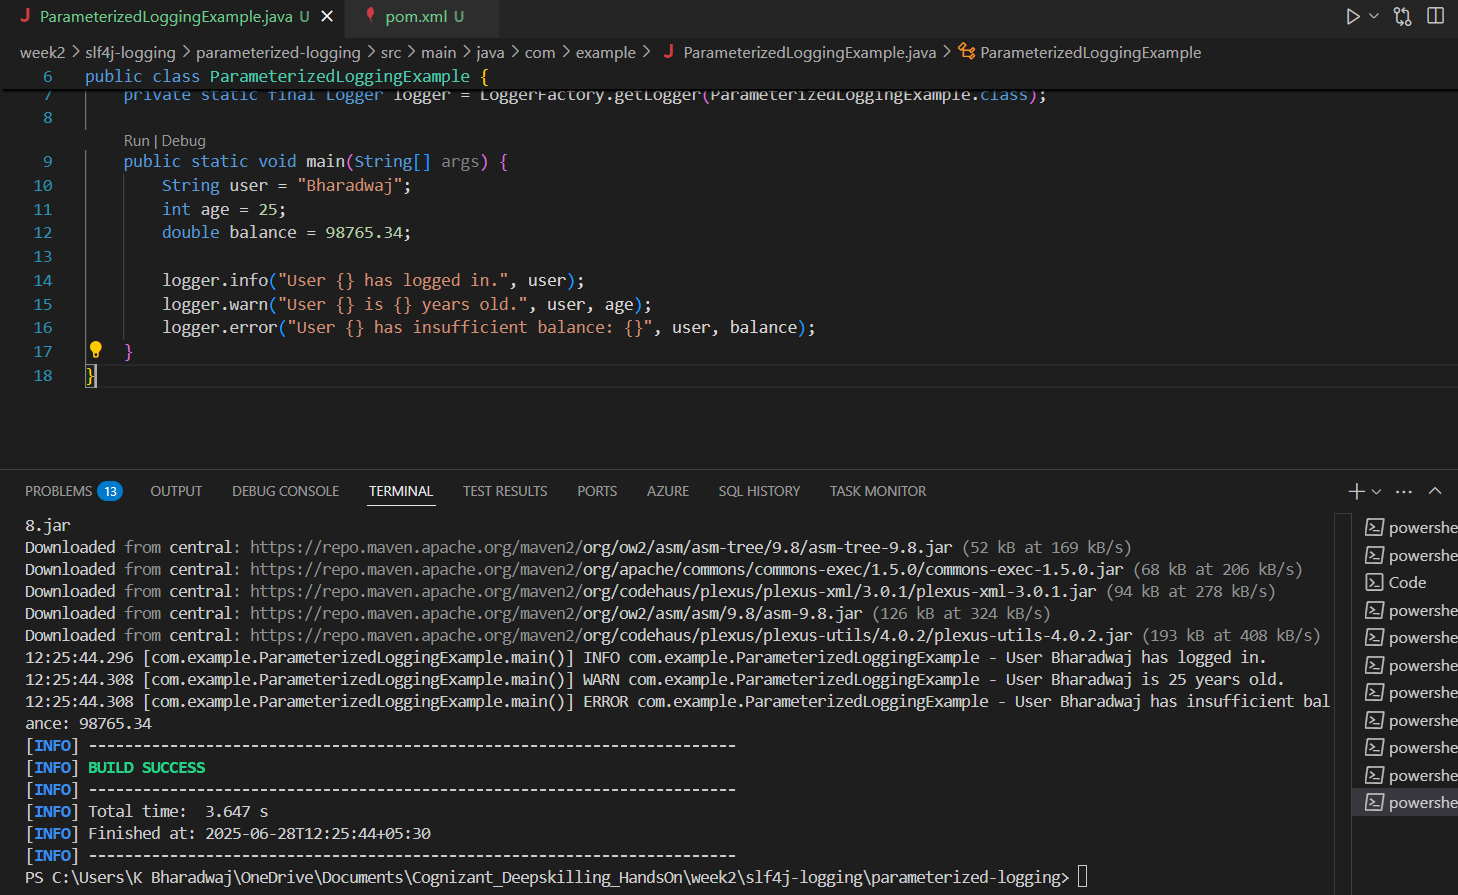 ParameterizedLoggingExample.java U
pom.xml U
week2 > slf4j-logging > parameterized-logging > src > main > java > com > example > ParameterizedLoggingExample.java > ParameterizedLoggingExample
6 public class ParameterizedLoggingExample {
7 private static final Logger logger = LoggerFactory.getLogger(ParameterizedLoggingExample.class);
8
Run | Debug
9 public static void main(String[] args) {
10 String user = "Bharadwaj";
11 int age = 25;
12 double balance = 98765.34;
13
14 logger.info("User {} has logged in.", user);
15 logger.warn("User {} is {} years old.", user, age);
16 logger.error("User {} has insufficient balance: {}", user, balance);
17 }
18 }
PROBLEMS 13 OUTPUT DEBUG CONSOLE TERMINAL TEST RESULTS PORTS AZURE SQL HISTORY TASK MONITOR
8.jar
Downloaded from central: https://repo.maven.apache.org/maven2/org/ow2/asm/asm-tree/9.8/asm-tree-9.8.jar (52 kB at 169 kB/s)
Downloaded from central: https://repo.maven.apache.org/maven2/org/apache/commons/commons-exec/1.5.0/commons-exec-1.5.0.jar (68 kB at 206 kB/s)
Downloaded from central: https://repo.maven.apache.org/maven2/org/codehaus/plexus/plexus-xml/3.0.1/plexus-xml-3.0.1.jar (94 kB at 278 kB/s)
Downloaded from central: https://repo.maven.apache.org/maven2/org/ow2/asm/asm/9.8/asm-9.8.jar (126 kB at 324 kB/s)
Downloaded from central: https://repo.maven.apache.org/maven2/org/codehaus/plexus/plexus-utils/4.0.2/plexus-utils-4.0.2.jar (193 kB at 408 kB/s)
12:25:44.296 [com.example.ParameterizedLoggingExample.main()] INFO com.example.ParameterizedLoggingExample - User Bharadwaj has logged in.
12:25:44.308 [com.example.ParameterizedLoggingExample.main()] WARN com.example.ParameterizedLoggingExample - User Bharadwaj is 25 years old.
12:25:44.308 [com.example.ParameterizedLoggingExample.main()] ERROR com.example.ParameterizedLoggingExample - User Bharadwaj has insufficient bal
ance: 98765.34
[INFO] ------------------------------------------------------------------------
[INFO] BUILD SUCCESS
[INFO] ------------------------------------------------------------------------
[INFO] Total time:  3.647 s
[INFO] Finished at: 2025-06-28T12:25:44+05:30
[INFO] ------------------------------------------------------------------------
PS C:\Users\K Bharadwaj\OneDrive\Documents\Cognizant_Deepskilling_HandsOn\week2\slf4j-logging\parameterized-logging>
powershe
powershe
Code
powershe
powershe
powershe
powershe
powershe
powershe
powershe
powershe